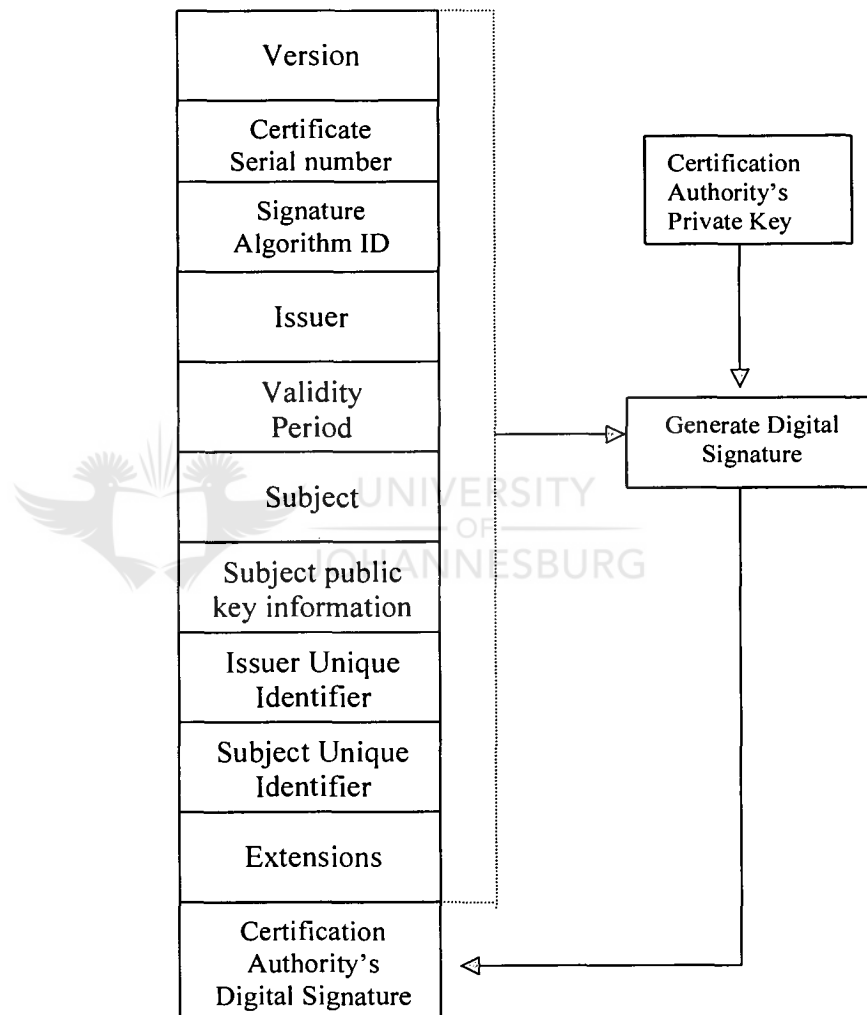 Version
Certificate
Serial number
Signature
Algorithm ID
Issuer
Validity
Period
Subject
Subject public
key information
Issuer Unique
Identifier
Subject Unique
Identifier
Extensions
Certification
Authority's
Digital Signature
Certification
Authority's
Private Key
Generate Digital
Signature
UNIVERSITY
OF
JOHANNESBURG